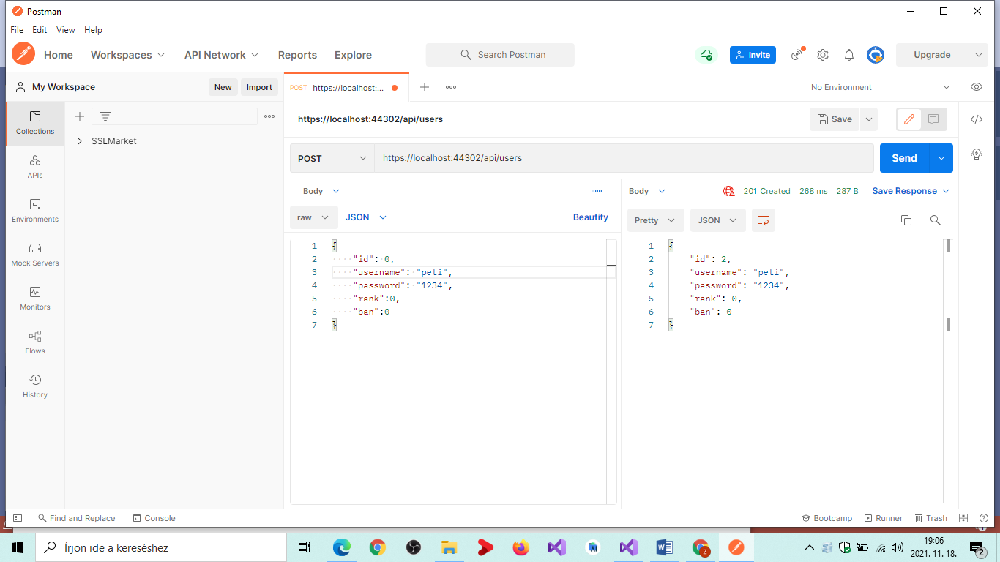 Postman
File Edit View Help
Home Workspaces API Network Reports Explore Search Postman Invite Upgrade
My Workspace New Import POST https://localhost:... No Environment
Collections
APIs
Environments
Mock Servers
Monitors
Flows
History
SSLMarket
https://localhost:44302/api/users Save
POST https://localhost:44302/api/users Send
Body
raw JSON Beautify
1 {
2 "id": 0,
3 "username": "peti",
4 "password": "1234",
5 "rank":0,
6 "ban":0
7 }
Body 201 Created 268 ms 287 B Save Response
Pretty JSON
1 {
2 "id": 2,
3 "username": "peti",
4 "password": "1234",
5 "rank": 0,
6 "ban": 0
7 }
Find and Replace Console Bootcamp Runner Trash
Írjon ide a kereséshez
Z
19:06
2021. 11. 18.
2